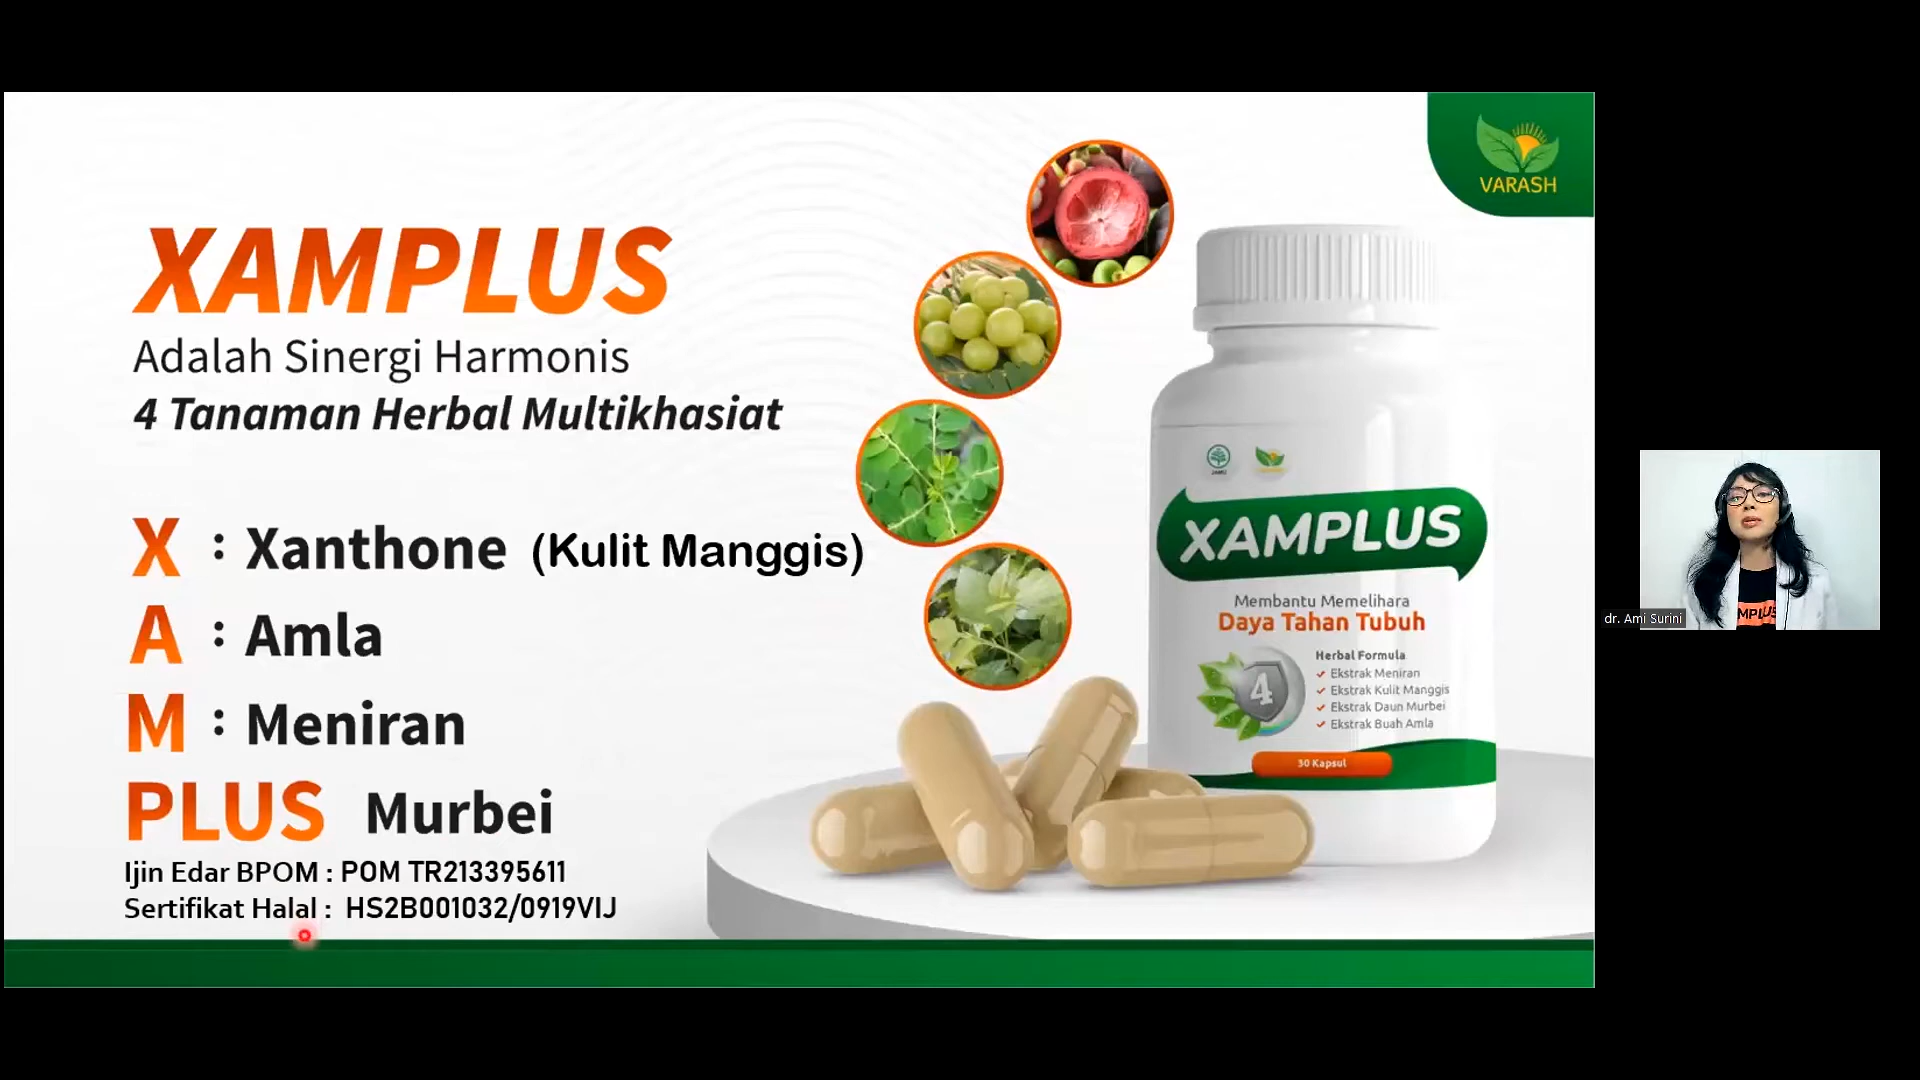 VARASH
XAMPLUS
Adalah Sinergi Harmonis
4 Tanaman Herbal Multikhasiat
X : Xanthone (Kulit Manggis)
A : Amla
M : Meniran
PLUS Murbei
Ijin Edar BPOM : POM TR213395611
Sertifikat Halal : HS2B001032/0919VIJ
JAMU
XAMPLUS
Membantu Memelihara
Daya Tahan Tubuh
Herbal Formula
4
Ekstrak Meniran
Ekstrak Kulit Manggis
Ekstrak Daun Murbei
Ekstrak Buah Amla
30 Kapsul
MPLUS
dr. Ami Surini